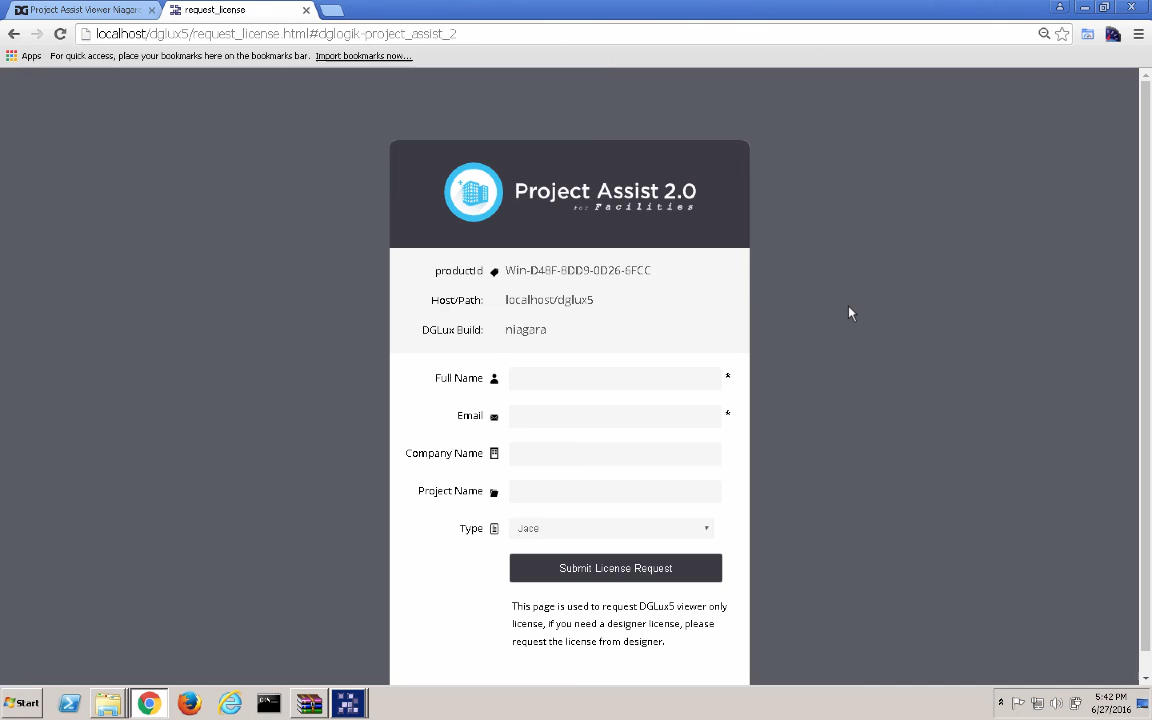 Project Assist Viewer Niagar
request_license
localhost/dglux5/request_license.html#dglogik-project_assist_2
Apps For quick access, place your bookmarks here on the bookmarks bar. Import bookmarks now...
Project Assist 2.0
for Facilities
productId Win-D48F-8DD9-0D26-6FCC
Host/Path: localhost/dglux5
DGLux Build: niagara
Full Name *
Email *
Company Name
Project Name
Type Jace
Submit License Request
This page is used to request DGLux5 viewer only
license, if you need a designer license, please
request the license from designer.
Start
5:42 PM
6/27/2016